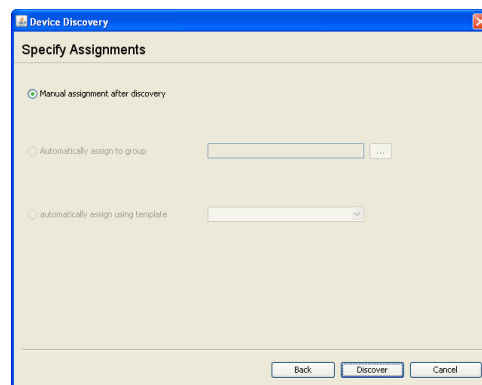 Device Discovery
Specify Assignments
Manual assignment after discovery
Automatically assign to group
...
automatically assign using template
Back Discover Cancel